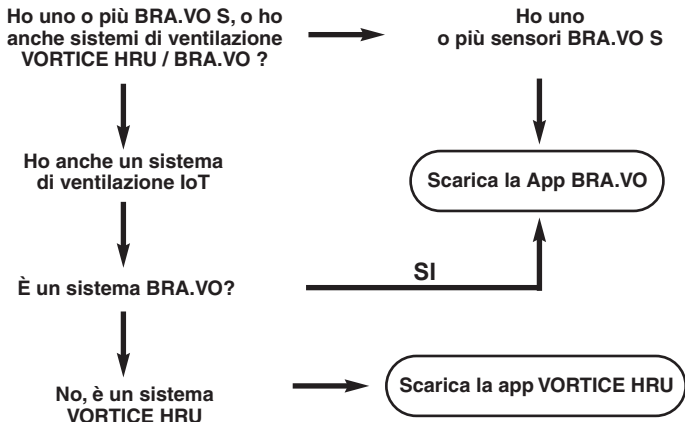 Ho uno o più BRA.VO S, o ho
anche sistemi di ventilazione
VORTICE HRU / BRA.VO ?
Ho uno
o più sensori BRA.VO S
Ho anche un sistema
di ventilazione IoT
Scarica la App BRA.VO
È un sistema BRA.VO?
SI
No, è un sistema
VORTICE HRU
Scarica la app VORTICE HRU